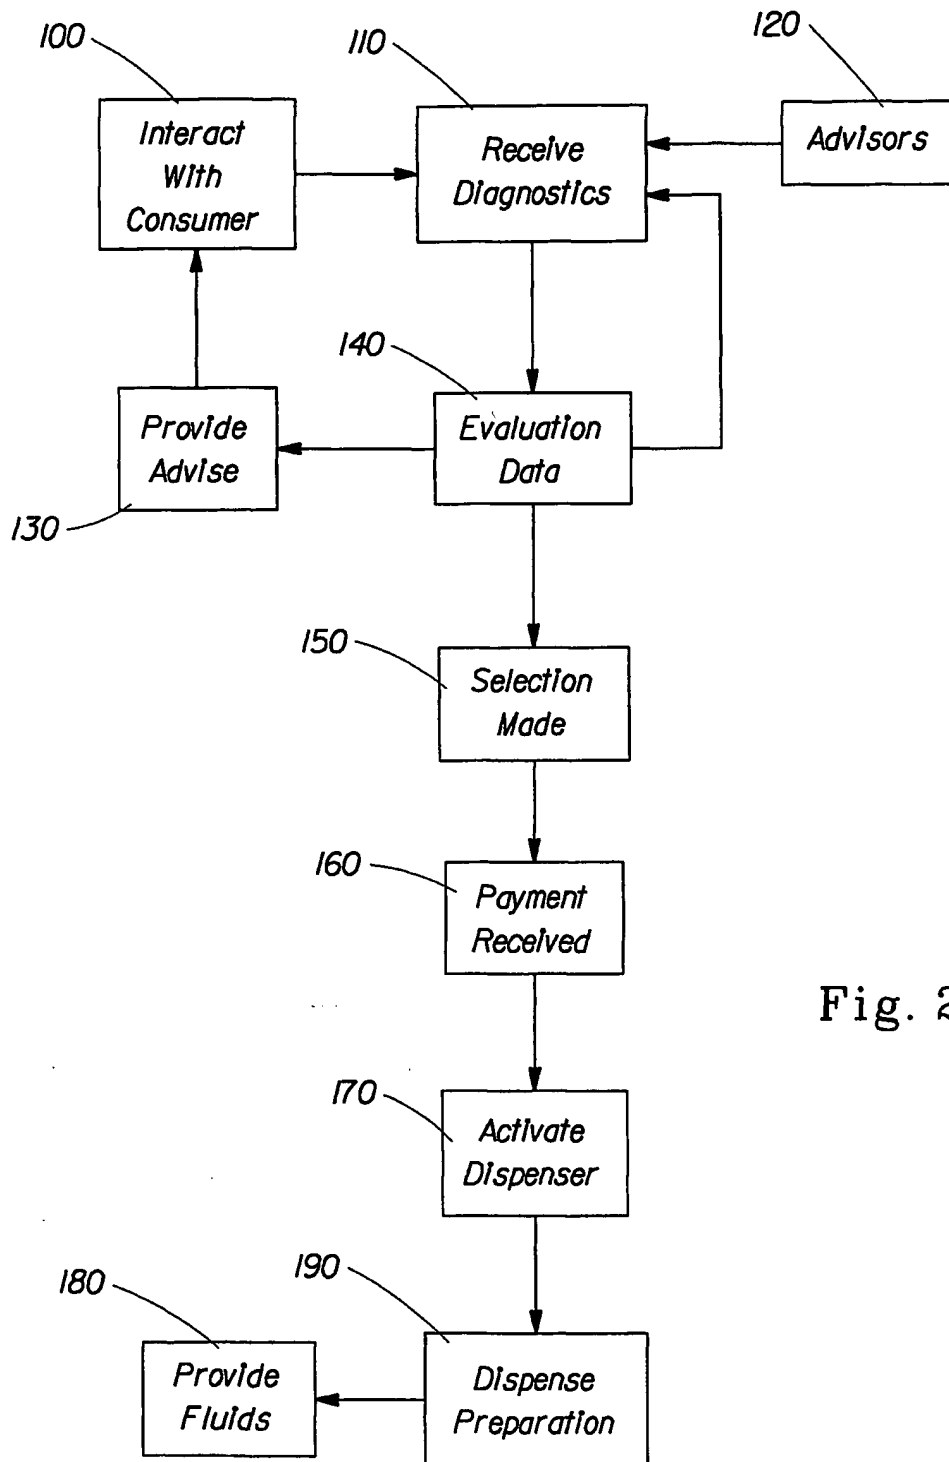 100
110
120
Interact
With
Consumer
Receive
Diagnostics
Advisors
140
Provide
Advise
Evaluation
Data
130
150
Selection
Made
160
Payment
Received
Fig. 2
170
Activate
Dispenser
180
190
Provide
Fluids
Dispense
Preparation